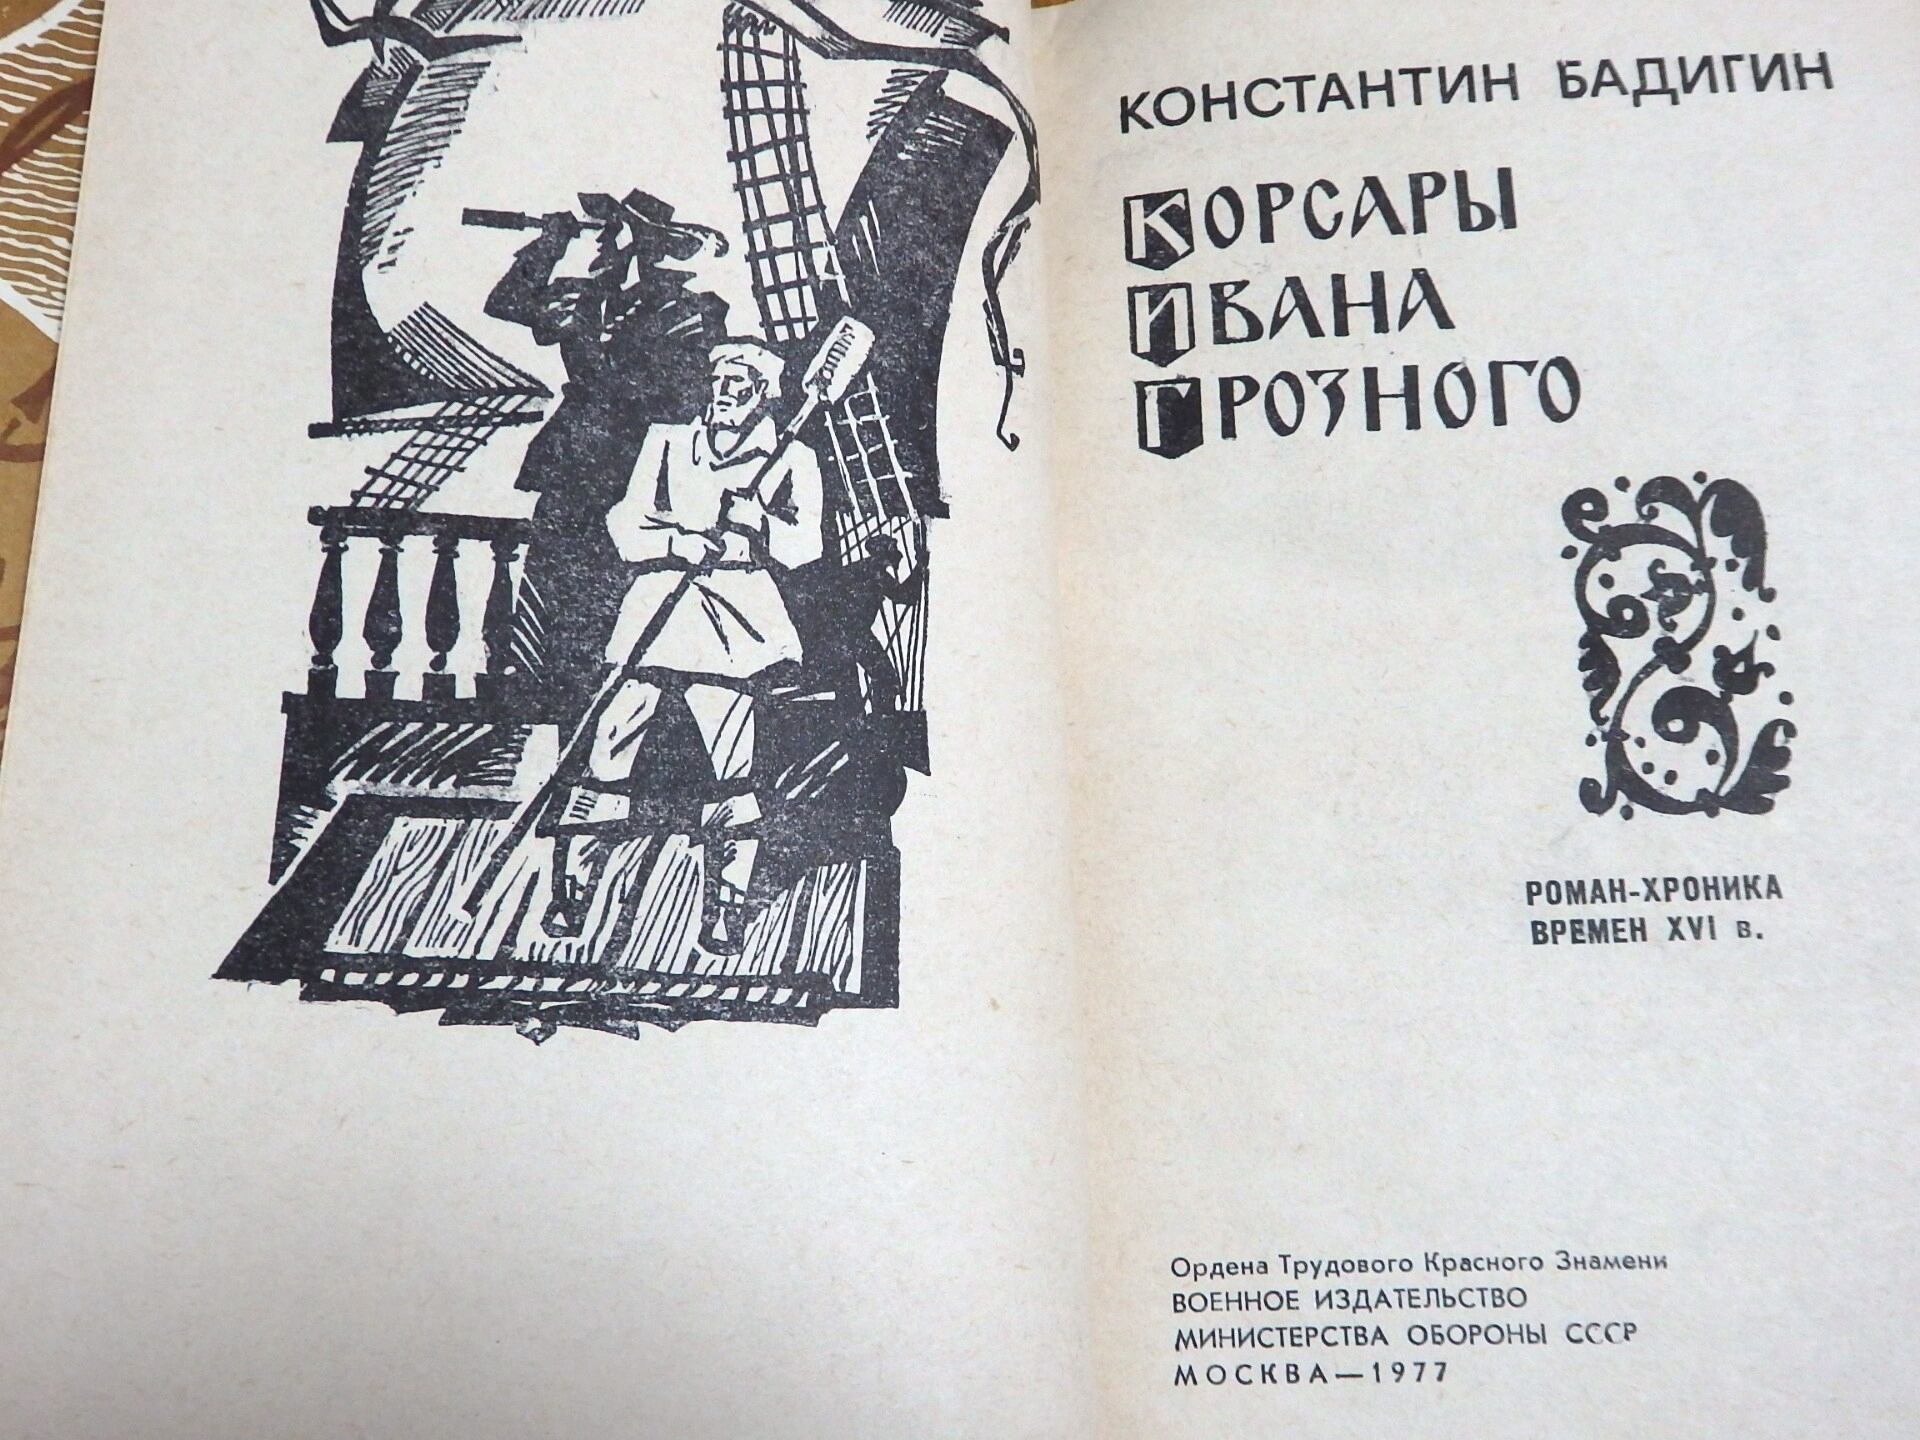 КОНСТАНТИН БАДИГИН
КОРСАРЫ
ИВАНА
ГРОЗНОГО
РОМАН-ХРОНИКА
ВРЕМЕН XVI в.
Ордена Трудового Красного Знамени
ВОЕННОЕ ИЗДАТЕЛЬСТВО
МИНИСТЕРСТВА ОБОРОНЫ СССР
МОСКВА—1977